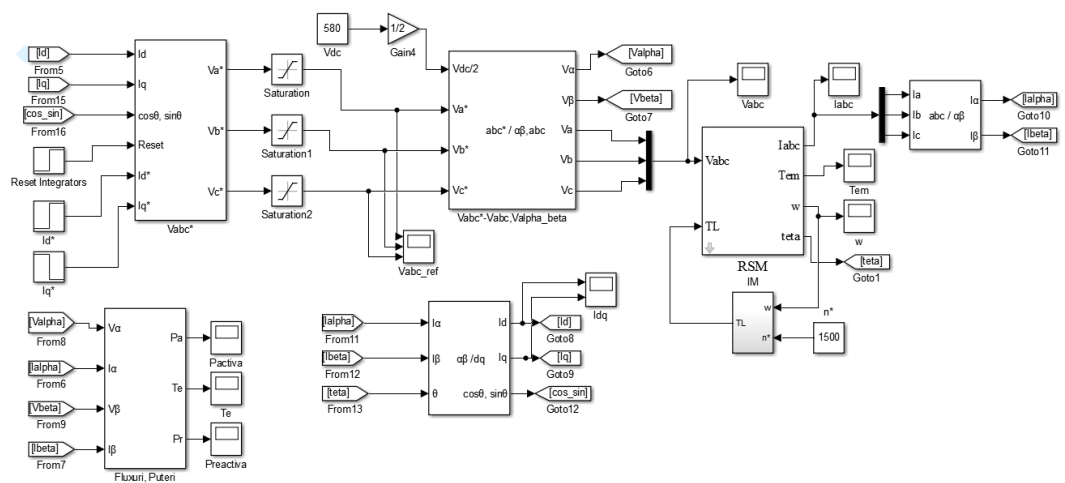 [Id]
From5
[Iq]
From15
[cos_sin]
From16
Reset Integrators
Id*
Iq*
Id
Iq
cosθ, sinθ
Reset
Id*
Iq*
Va*
Vb*
Vc*
Vabc*
Saturation
Saturation1
Saturation2
580
Vdc
1/2
Gain4
Vdc/2
Va*
Vb*
Vc*
abc* / αβ,abc
Vα
Vβ
Va
Vb
Vc
Vabc*-Vabc,Valpha_beta
Vabc_ref
[Valpha]
Goto6
[Vbeta]
Goto7
Vabc
Vabc
TL
Iabc
Tem
w
teta
RSM
IM
Iabc
Tem
w
[teta]
Goto1
Ia
Ib
Ic
abc / αβ
Iα
Iβ
[Ialpha]
Goto10
[Ibeta]
Goto11
TL
w
n*
n*
1500
[Valpha]
From8
[Ialpha]
From6
[Vbeta]
From9
[Ibeta]
From7
Vα
Iα
Vβ
Iβ
Pa
Te
Pr
Fluxuri, Puteri
Pactiva
Te
Preactiva
[Ialpha]
From11
[Ibeta]
From12
[teta]
From13
Iα
Iβ
θ
αβ /dq
Id
Iq
cosθ, sinθ
Idq
[Id]
Goto8
[Iq]
Goto9
[cos_sin]
Goto12